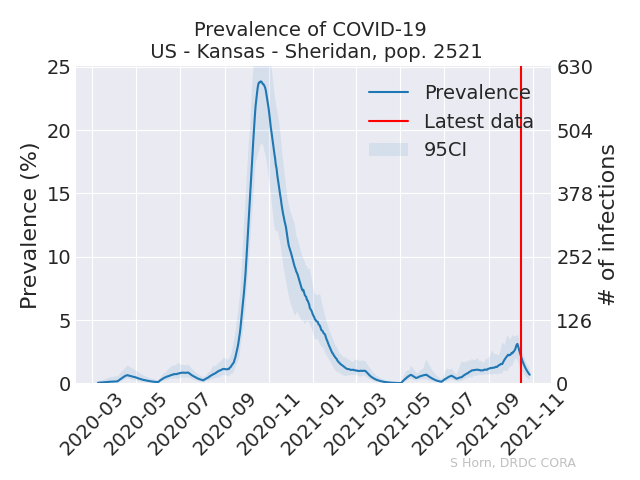 Prevalence of COVID-19
US - Kansas - Sheridan, pop. 2521
Prevalence (%)
25
20
15
10
5
0
630
504
378
252
126
0
# of infections
Prevalence
Latest data
95CI
2020-03
2020-05
2020-07
2020-09
2020-11
2021-01
2021-03
2021-05
2021-07
2021-09
2021-11
S Horn, DRDC CORA